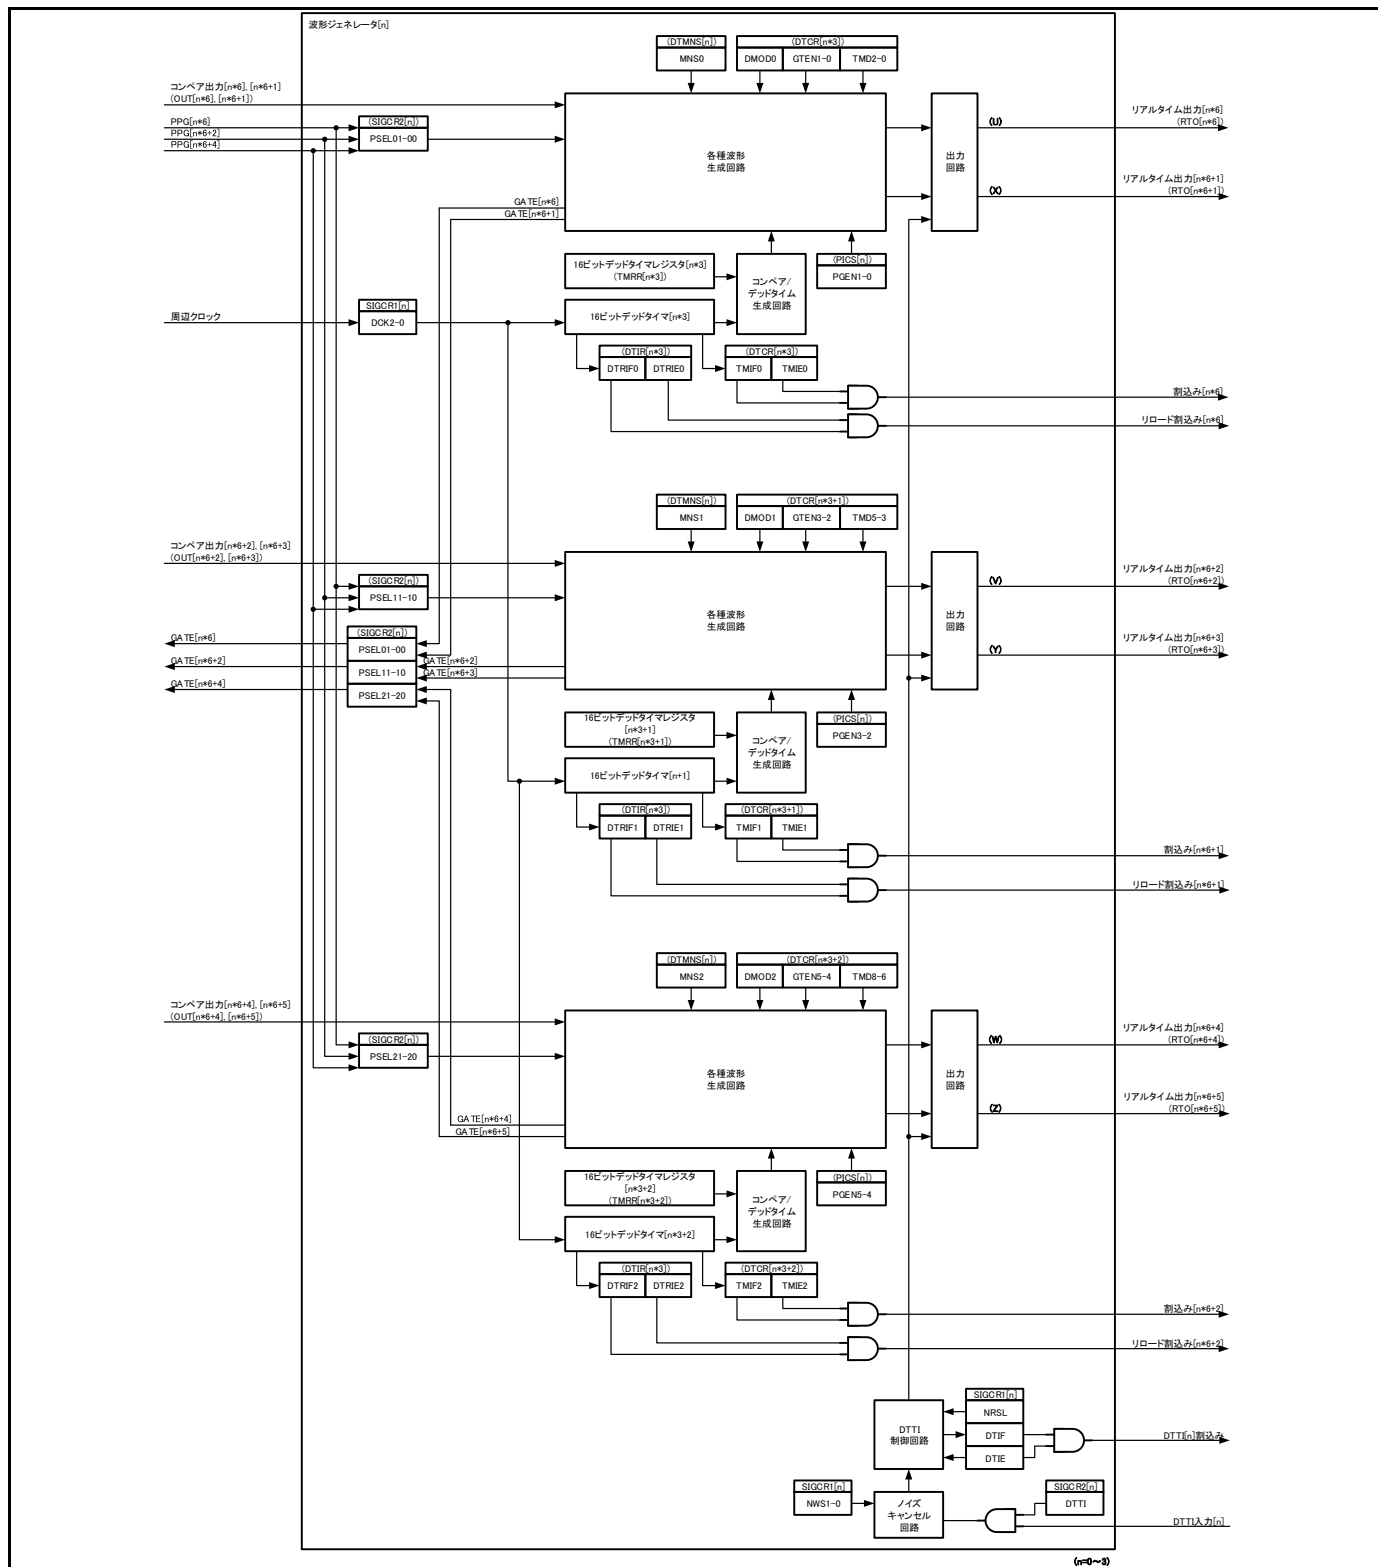 波形ジェネレータ[n]
(DTMNS[n])
MNS0
(DTCR[n*3])
DMOD0
GTEN1-0
TMD2-0
コンペア出力[n*6], [n*6+1]
(OUT[n*6], [n*6+1])
PPG[n*6]
PPG[n*6+2]
PPG[n*6+4]
(SIGCR2[n])
PSEL01-00
各種波形
生成回路
出力
回路
(U)
リアルタイム出力[n*6]
(RTO[n*6])
(X)
リアルタイム出力[n*6+1]
(RTO[n*6+1])
GATE[n*6]
GATE[n*6+1]
16ビットデッドタイマレジスタ[n*3]
(TMRR[n*3])
コンペア/
デッドタイム
生成回路
(PICS[n])
PGEN1-0
周辺クロック
SIGCR1[n]
DCK2-0
16ビットデッドタイマ[n*3]
(DTIR[n*3])
DTRIF0
DTRIE0
(DTCR[n*3])
TMIF0
TMIE0
割込み[n*6]
リロード割込み[n*6]
(DTMNS[n])
MNS1
(DTCR[n*3+1])
DMOD1
GTEN3-2
TMD5-3
コンペア出力[n*6+2], [n*6+3]
(OUT[n*6+2], [n*6+3])
(SIGCR2[n])
PSEL11-10
各種波形
生成回路
出力
回路
(V)
リアルタイム出力[n*6+2]
(RTO[n*6+2])
(Y)
リアルタイム出力[n*6+3]
(RTO[n*6+3])
GATE[n*6]
GATE[n*6+2]
GATE[n*6+4]
(SIGCR2[n])
PSEL01-00
PSEL11-10
PSEL21-20
GATE[n*6+2]
GATE[n*6+3]
16ビットデッドタイマレジスタ
[n*3+1]
(TMRR[n*3+1])
コンペア/
デッドタイム
生成回路
(PICS[n])
PGEN3-2
16ビットデッドタイマ[n+1]
(DTIR[n*3])
DTRIF1
DTRIE1
(DTCR[n*3+1])
TMIF1
TMIE1
割込み[n*6+1]
リロード割込み[n*6+1]
(DTMNS[n])
MNS2
(DTCR[n*3+2])
DMOD2
GTEN5-4
TMD8-6
コンペア出力[n*6+4], [n*6+5]
(OUT[n*6+4], [n*6+5])
(SIGCR2[n])
PSEL21-20
各種波形
生成回路
出力
回路
(W)
リアルタイム出力[n*6+4]
(RTO[n*6+4])
(Z)
リアルタイム出力[n*6+5]
(RTO[n*6+5])
GATE[n*6+4]
GATE[n*6+5]
16ビットデッドタイマレジスタ
[n*3+2]
(TMRR[n*3+2])
コンペア/
デッドタイム
生成回路
(PICS[n])
PGEN5-4
16ビットデッドタイマ[n*3+2]
(DTIR[n*3])
DTRIF2
DTRIE2
(DTCR[n*3+2])
TMIF2
TMIE2
割込み[n*6+2]
リロード割込み[n*6+2]
DTTI
制御回路
SIGCR1[n]
NRSL
DTIF
DTIE
DTTI[n]割込み
SIGCR1[n]
NWS1-0
ノイズ
キャンセル
回路
SIGCR2[n]
DTTI
DTTI入力[n]
(n=0~3)